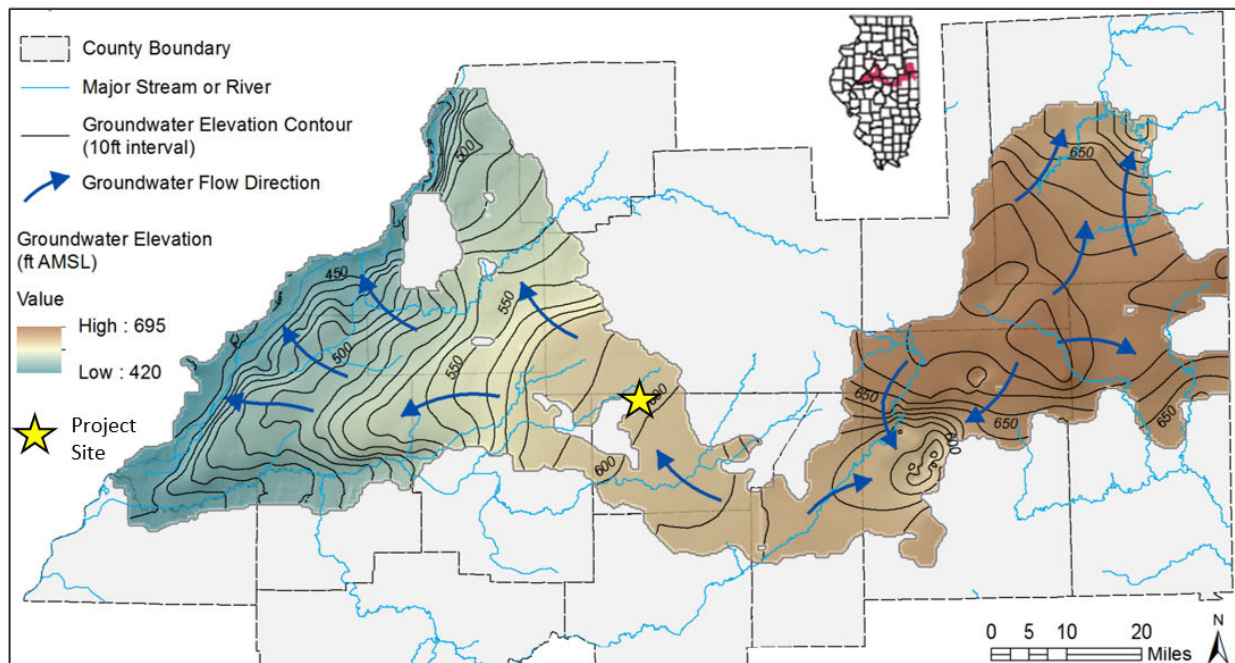 County Boundary
Major Stream or River
Groundwater Elevation Contour
(10ft interval)
Groundwater Flow Direction
Groundwater Elevation
(ft AMSL)
Value
High : 695
Low : 420
Project
Site
500
450
500
550
550
600
600
650
650
650
650
600
0 5 10 20
Miles
N